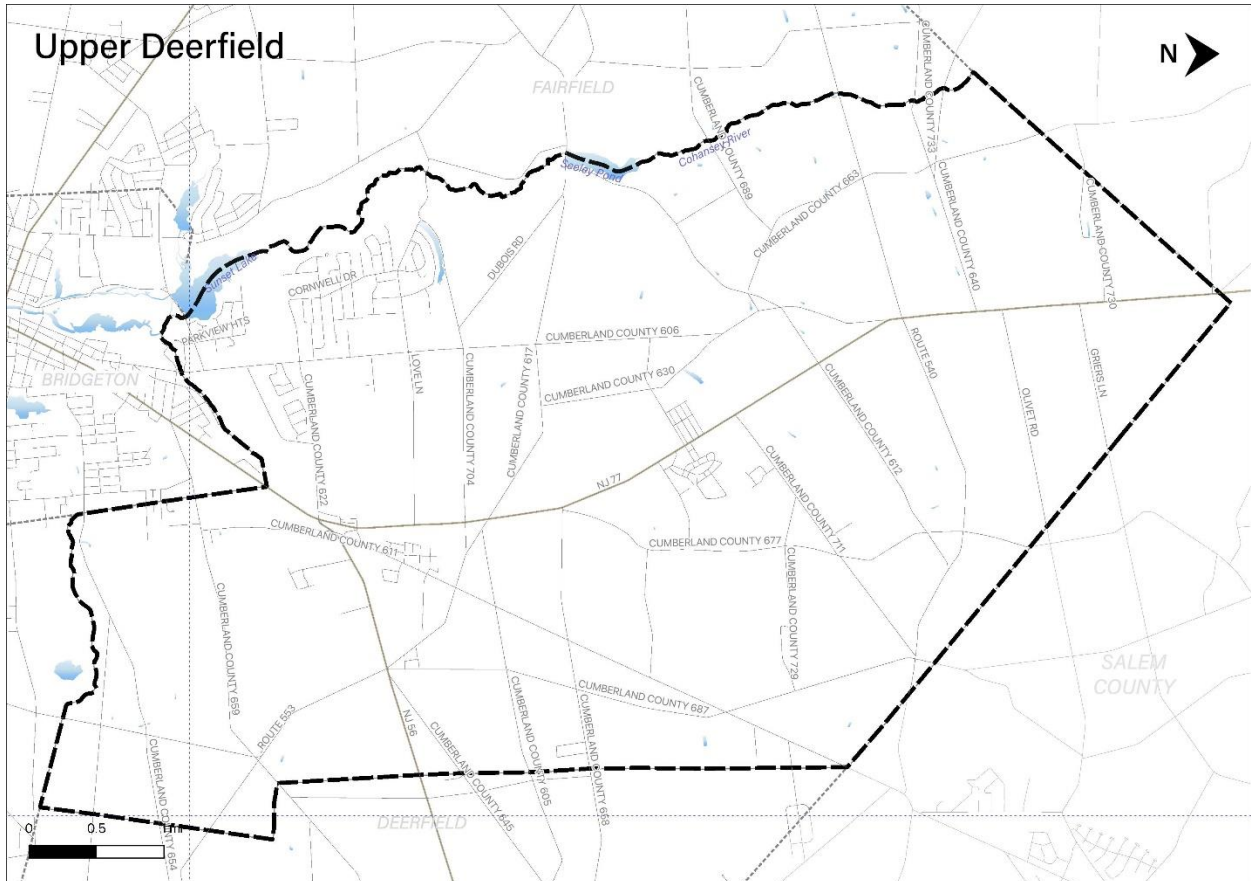 Upper Deerfield
N
FAIRFIELD
CUMBERLAND COUNTY 733
CUMBERLAND COUNTY 689
Cohansey River
Seeley Pond
CUMBERLAND COUNTY 663
CUMBERLAND COUNTY 640
CUMBERLAND COUNTY 730
DUBOIS RD
Sunset Lake
CORNWELL DR
PARKVIEW HTS
CUMBERLAND COUNTY 606
BRIDGETON
LOVE LN
CUMBERLAND COUNTY 617
CUMBERLAND COUNTY 630
CUMBERLAND COUNTY 622
CUMBERLAND COUNTY 704
ROUTE 540
GRIERS LN
OLIVET RD
CUMBERLAND COUNTY 612
NJ 77
CUMBERLAND COUNTY 711
CUMBERLAND COUNTY 611
CUMBERLAND COUNTY 677
CUMBERLAND COUNTY 729
CUMBERLAND COUNTY 659
SALEM
COUNTY
CUMBERLAND COUNTY 687
ROUTE 553
NJ 56
CUMBERLAND COUNTY 645
CUMBERLAND COUNTY 605
CUMBERLAND COUNTY 658
CUMBERLAND COUNTY 654
DEERFIELD
0 0.5 1 mi